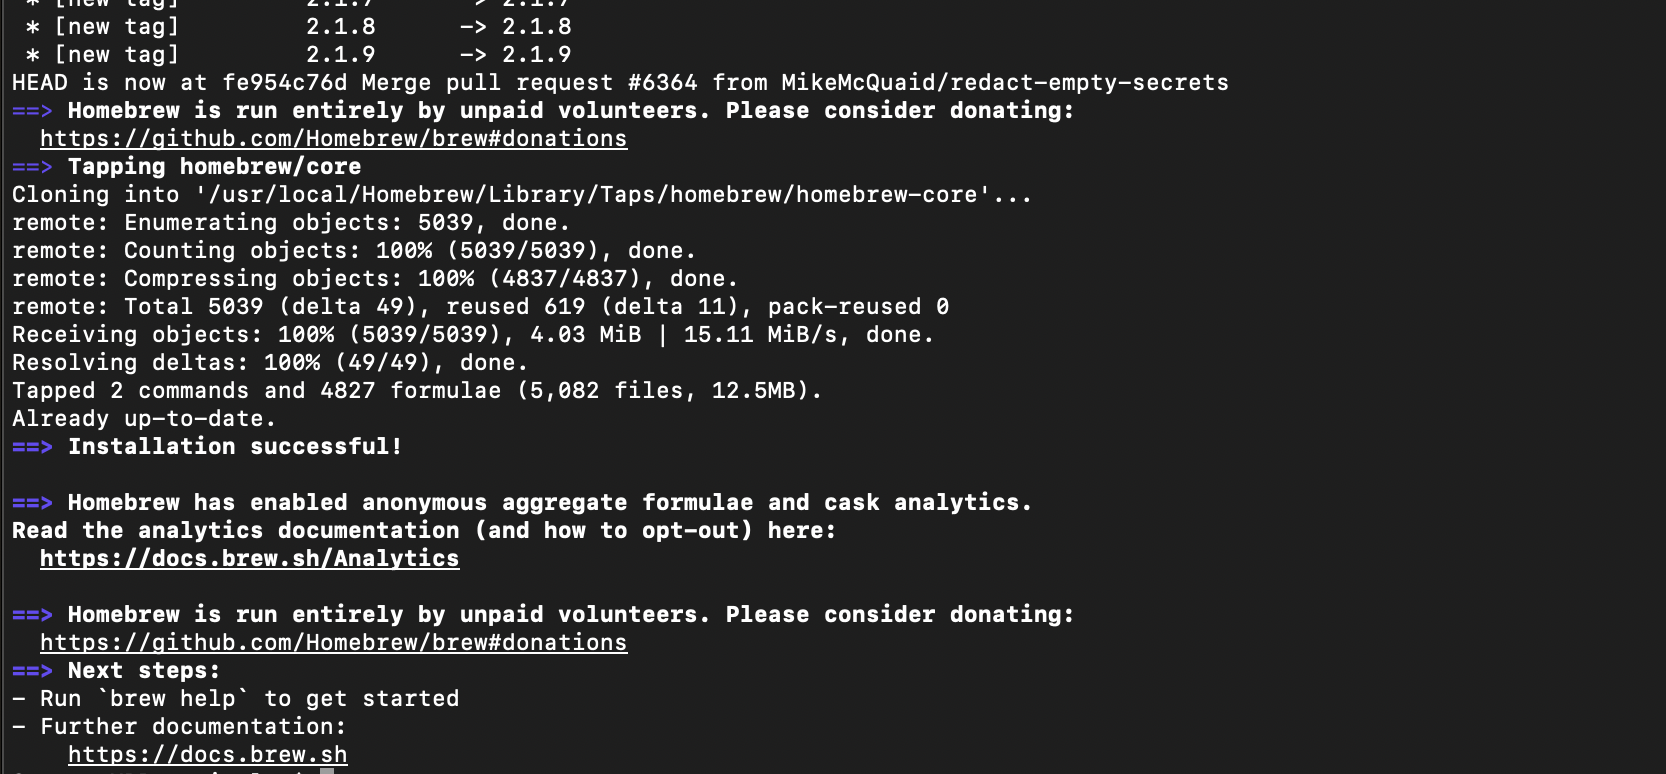 * [new tag] 2.1.7 -> 2.1.7
* [new tag] 2.1.8 -> 2.1.8
* [new tag] 2.1.9 -> 2.1.9
HEAD is now at fe954c76d Merge pull request #6364 from MikeMcQuaid/redact-empty-secrets
==> Homebrew is run entirely by unpaid volunteers. Please consider donating:
https://github.com/Homebrew/brew#donations
==> Tapping homebrew/core
Cloning into '/usr/local/Homebrew/Library/Taps/homebrew/homebrew-core'...
remote: Enumerating objects: 5039, done.
remote: Counting objects: 100% (5039/5039), done.
remote: Compressing objects: 100% (4837/4837), done.
remote: Total 5039 (delta 49), reused 619 (delta 11), pack-reused 0
Receiving objects: 100% (5039/5039), 4.03 MiB | 15.11 MiB/s, done.
Resolving deltas: 100% (49/49), done.
Tapped 2 commands and 4827 formulae (5,082 files, 12.5MB).
Already up-to-date.
==> Installation successful!
==> Homebrew has enabled anonymous aggregate formulae and cask analytics.
Read the analytics documentation (and how to opt-out) here:
https://docs.brew.sh/Analytics
==> Homebrew is run entirely by unpaid volunteers. Please consider donating:
https://github.com/Homebrew/brew#donations
==> Next steps:
- Run `brew help` to get started
- Further documentation:
https://docs.brew.sh